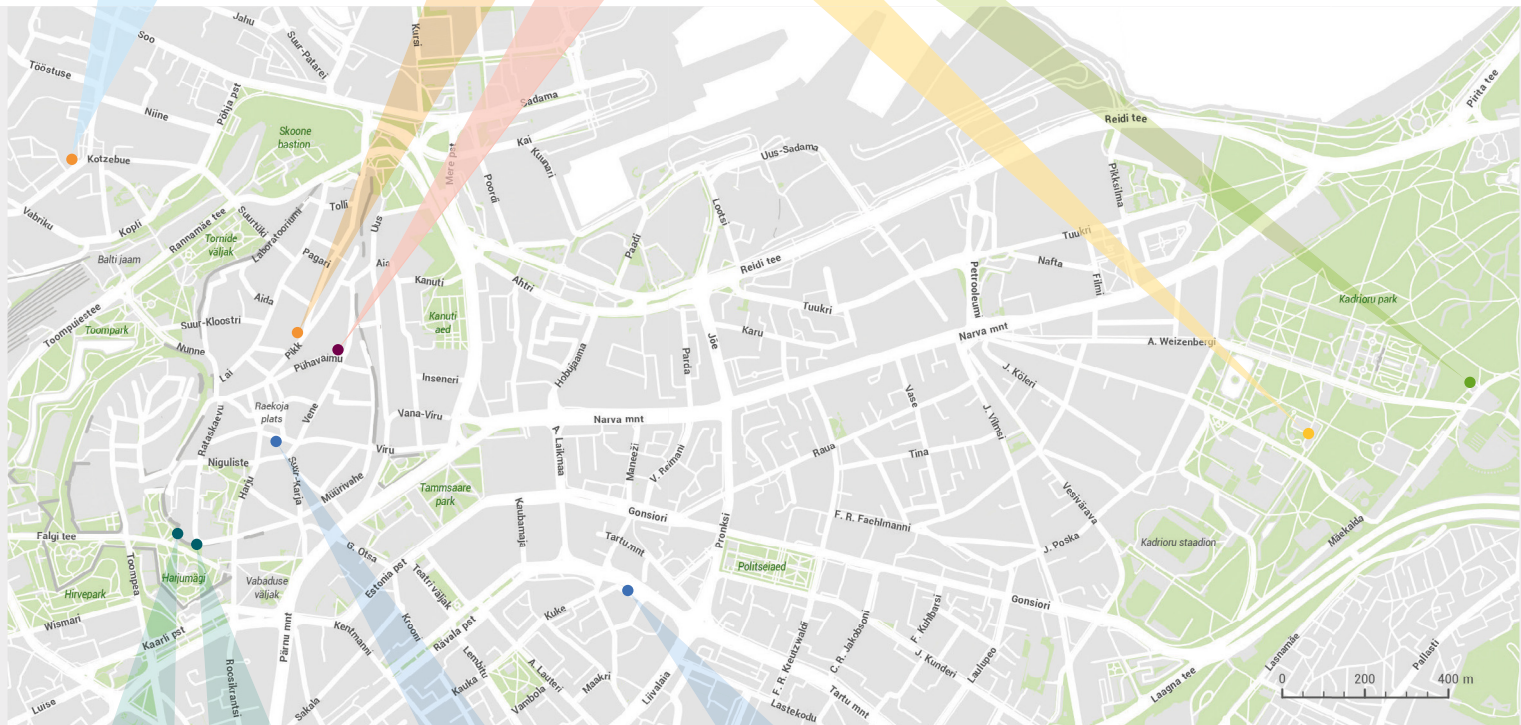 Jahu
Soo
Suur-Patarei
Kursi
Tööstuse
Niine
Põhja pst
Sadama
Pirita tee
Reidi tee
Skoone
bastion
Kotzebue
Mere pst
Kai
Kuunari
Uus-Sadama
Poordi
Pikksilma
Vabriku
Kopli
Rannamäe tee
Suurtüki
Laboratooriumi
Tolli
Uus
Lootsi
Tornide
väljak
Balti jaam
Pagari
Aia
Paadi
Tuukri
Reidi tee
Nafta
Filmi
Petrooleumi
Kanuti
Ahtri
Aida
Tuukri
Kadrioru park
Toompuiestee
Toompark
Suur-Kloostri
Kanuti
aed
Karu
Jõe
Narva mnt
A. Weizenbergi
Nunne
Pikk
Pühavaimu
Lai
Hobujaama
Parda
Inseneri
J. Köleri
Vase
Raekoja
plats
Vene
Rataskaevu
Vana-Viru
Narva mnt
J. Vilmsi
Viru
A. Laikmaa
Maneeži
V. Reimani
Raua
Tina
Niguliste
Harju
Suur-Karja
Müürivahe
Tammsaare
park
Vesivärava
Kaubamaja
Gonsiori
Pronksi
F. R. Faehlmanni
Falgi tee
Toompea
G. Otsa
Tartu mnt
J. Poska
Kadrioru staadion
Mäekalda
Harjumägi
Vabaduse
väljak
Estonia pst
Teatri väljak
Politseiaed
Hirvepark
Wismari
Kaarli pst
Pärnu mnt
Kentmanni
Krooni
Rävala pst
Kuke
Gonsiori
F. Kuhlbarsi
C. R. Jakobsoni
F. R. Kreutzwaldi
J. Kunderi
Laulupeo
Lasnamäe
Pallasti
Laagna tee
Luise
Roosikrantsi
Sakala
Lembitu
Kauka
A. Lauteri
Vambola
Maakri
Liivalaia
Lastekodu
Tartu mnt
0 200 400 m